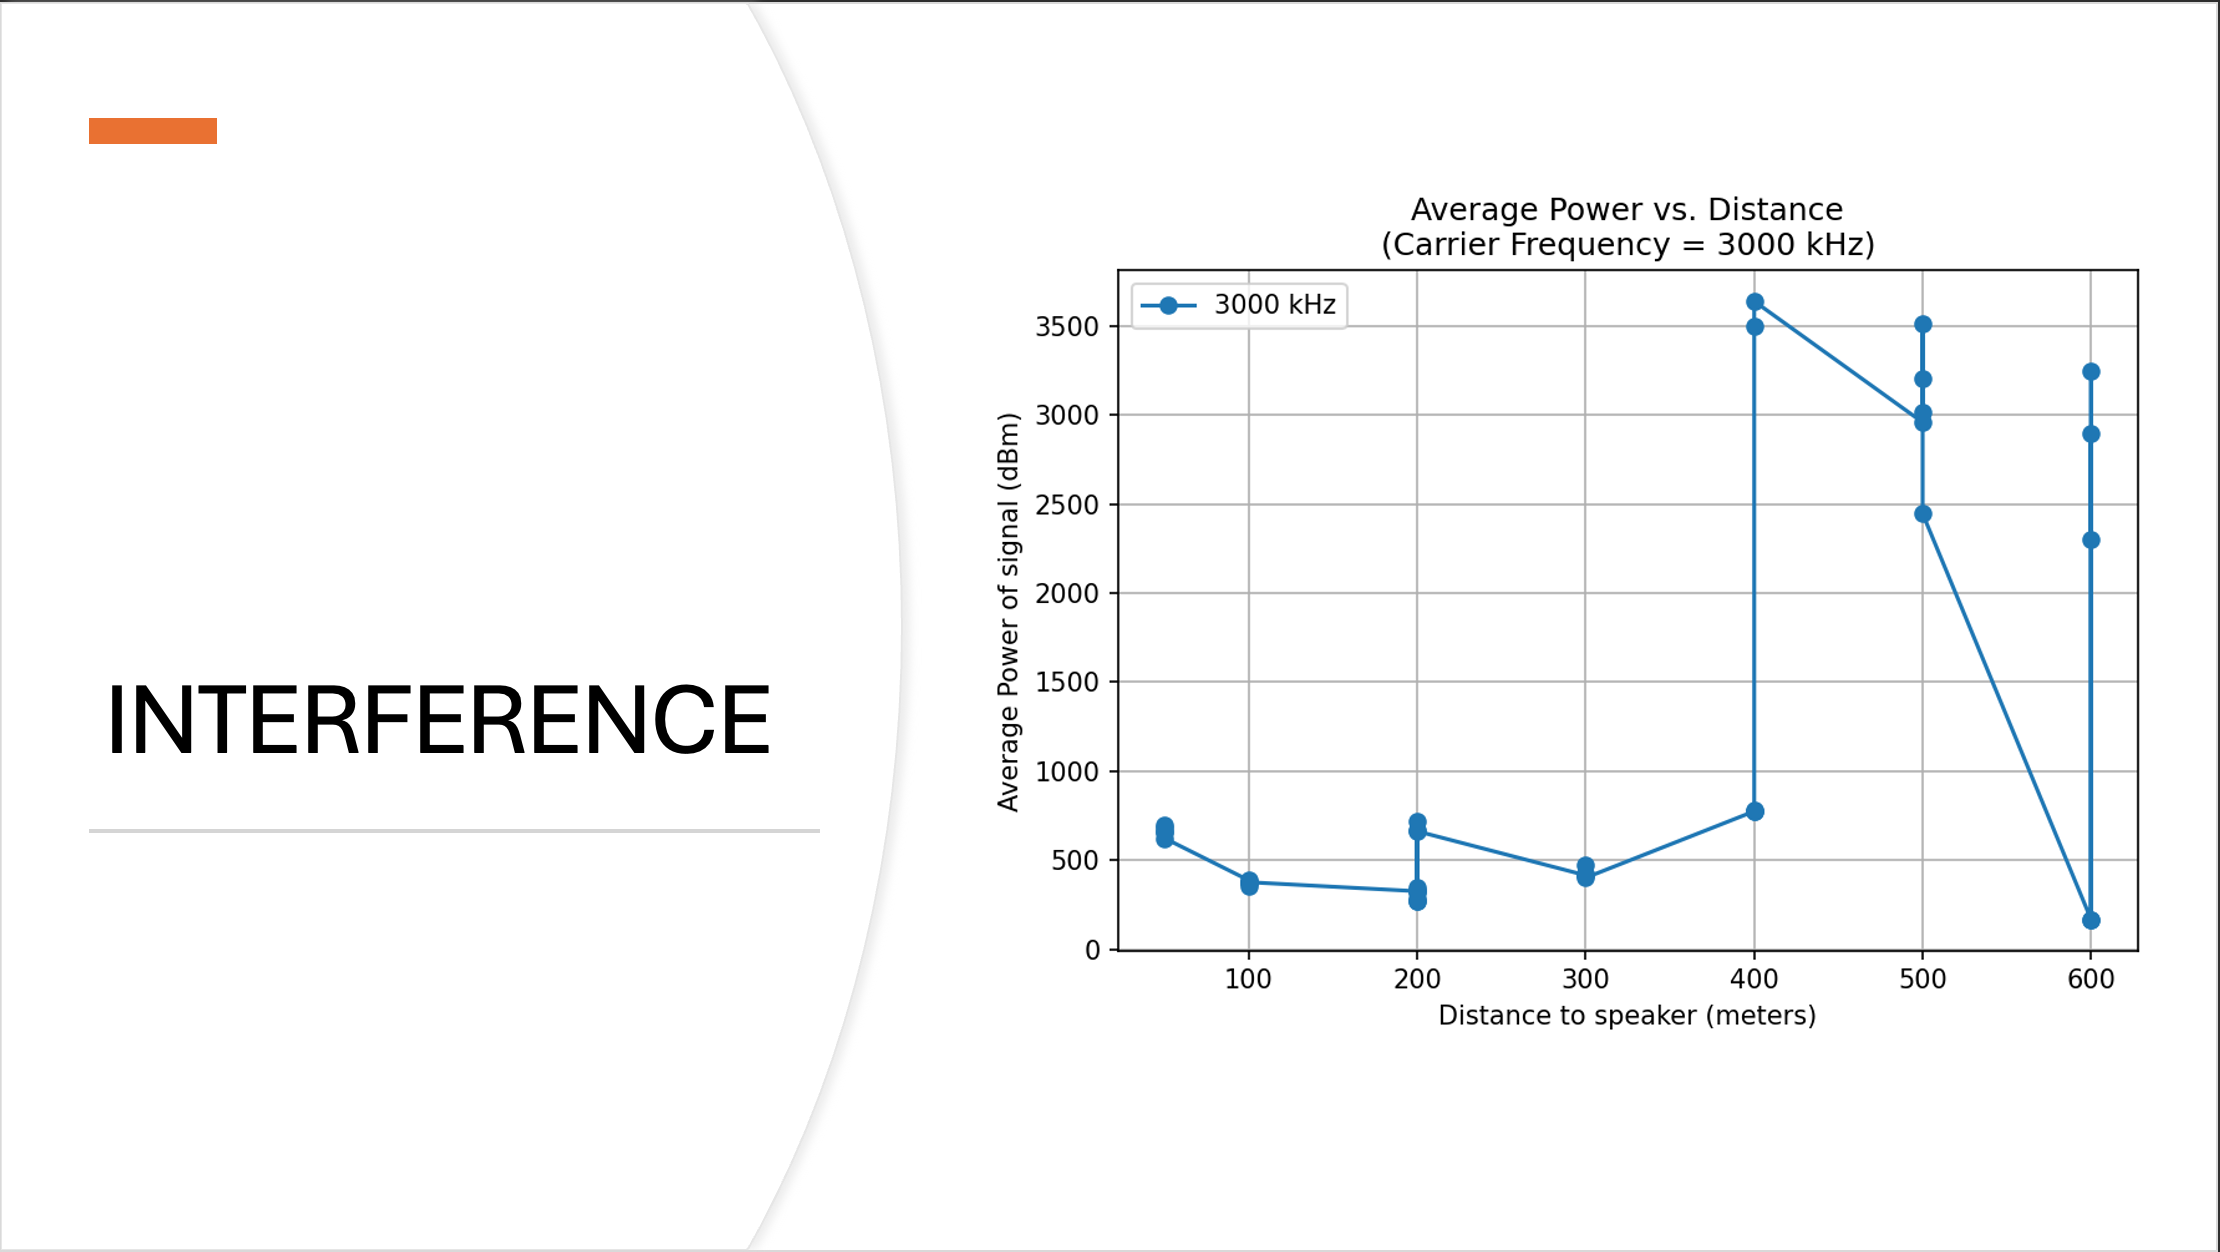 INTERFERENCE
Average Power vs. Distance
(Carrier Frequency = 3000 kHz)
3000 kHz
Average Power of signal (dBm)
3500
3000
2500
2000
1500
1000
500
0
100 200 300 400 500 600
Distance to speaker (meters)